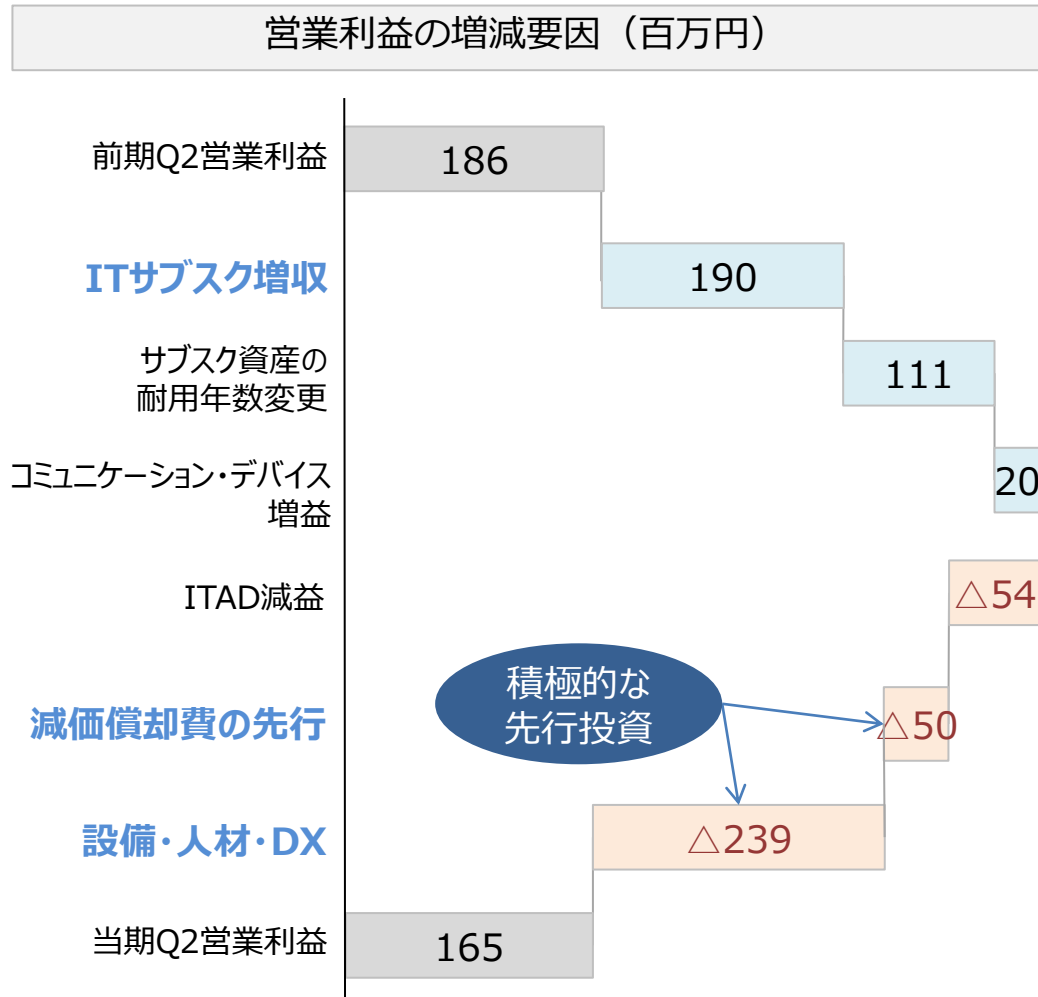 営業利益の増減要因（百万円）
前期Q2営業利益
186
ITサブスク増収
190
サブスク資産の
耐用年数変更
111
コミュニケーション・デバイス
増益
20
ITAD減益
△54
積極的な
先行投資
減価償却費の先行
△50
設備・人材・DX
△239
当期Q2営業利益
165